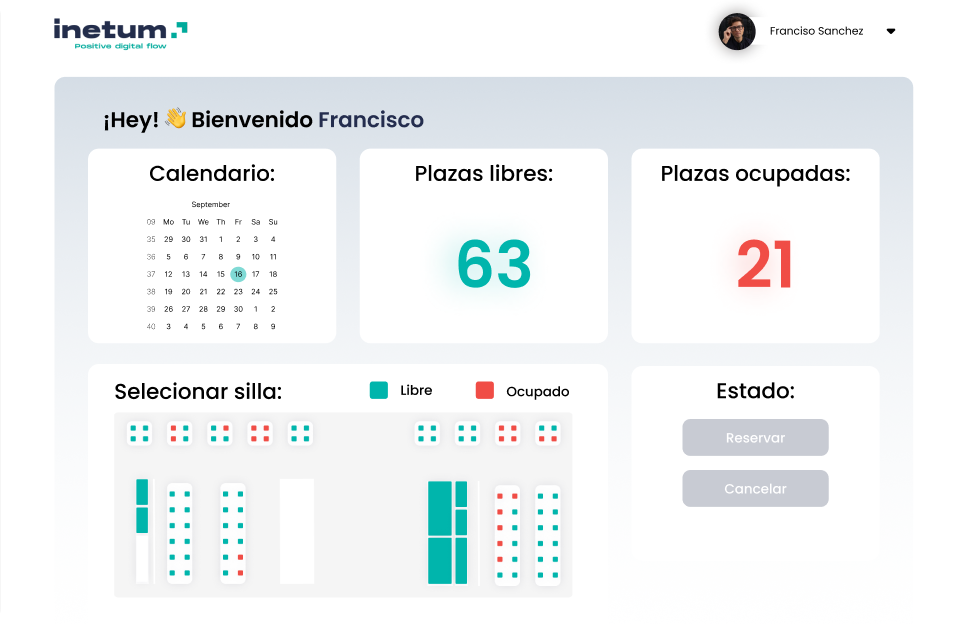 inetum.
Positive digital flow
Franciso Sanchez
¡Hey! 👋 Bienvenido Francisco
Calendario:
September
09 Mo Tu We Th Fr Sa Su
35 29 30 31 1 2 3 4
36 5 6 7 8 9 10 11
37 12 13 14 15 16 17 18
38 19 20 21 22 23 24 25
39 26 27 28 29 30 1 2
40 3 4 5 6 7 8 9
Plazas libres:
63
Plazas ocupadas:
21
Selecionar silla:
Libre
Ocupado
Estado:
Reservar
Cancelar